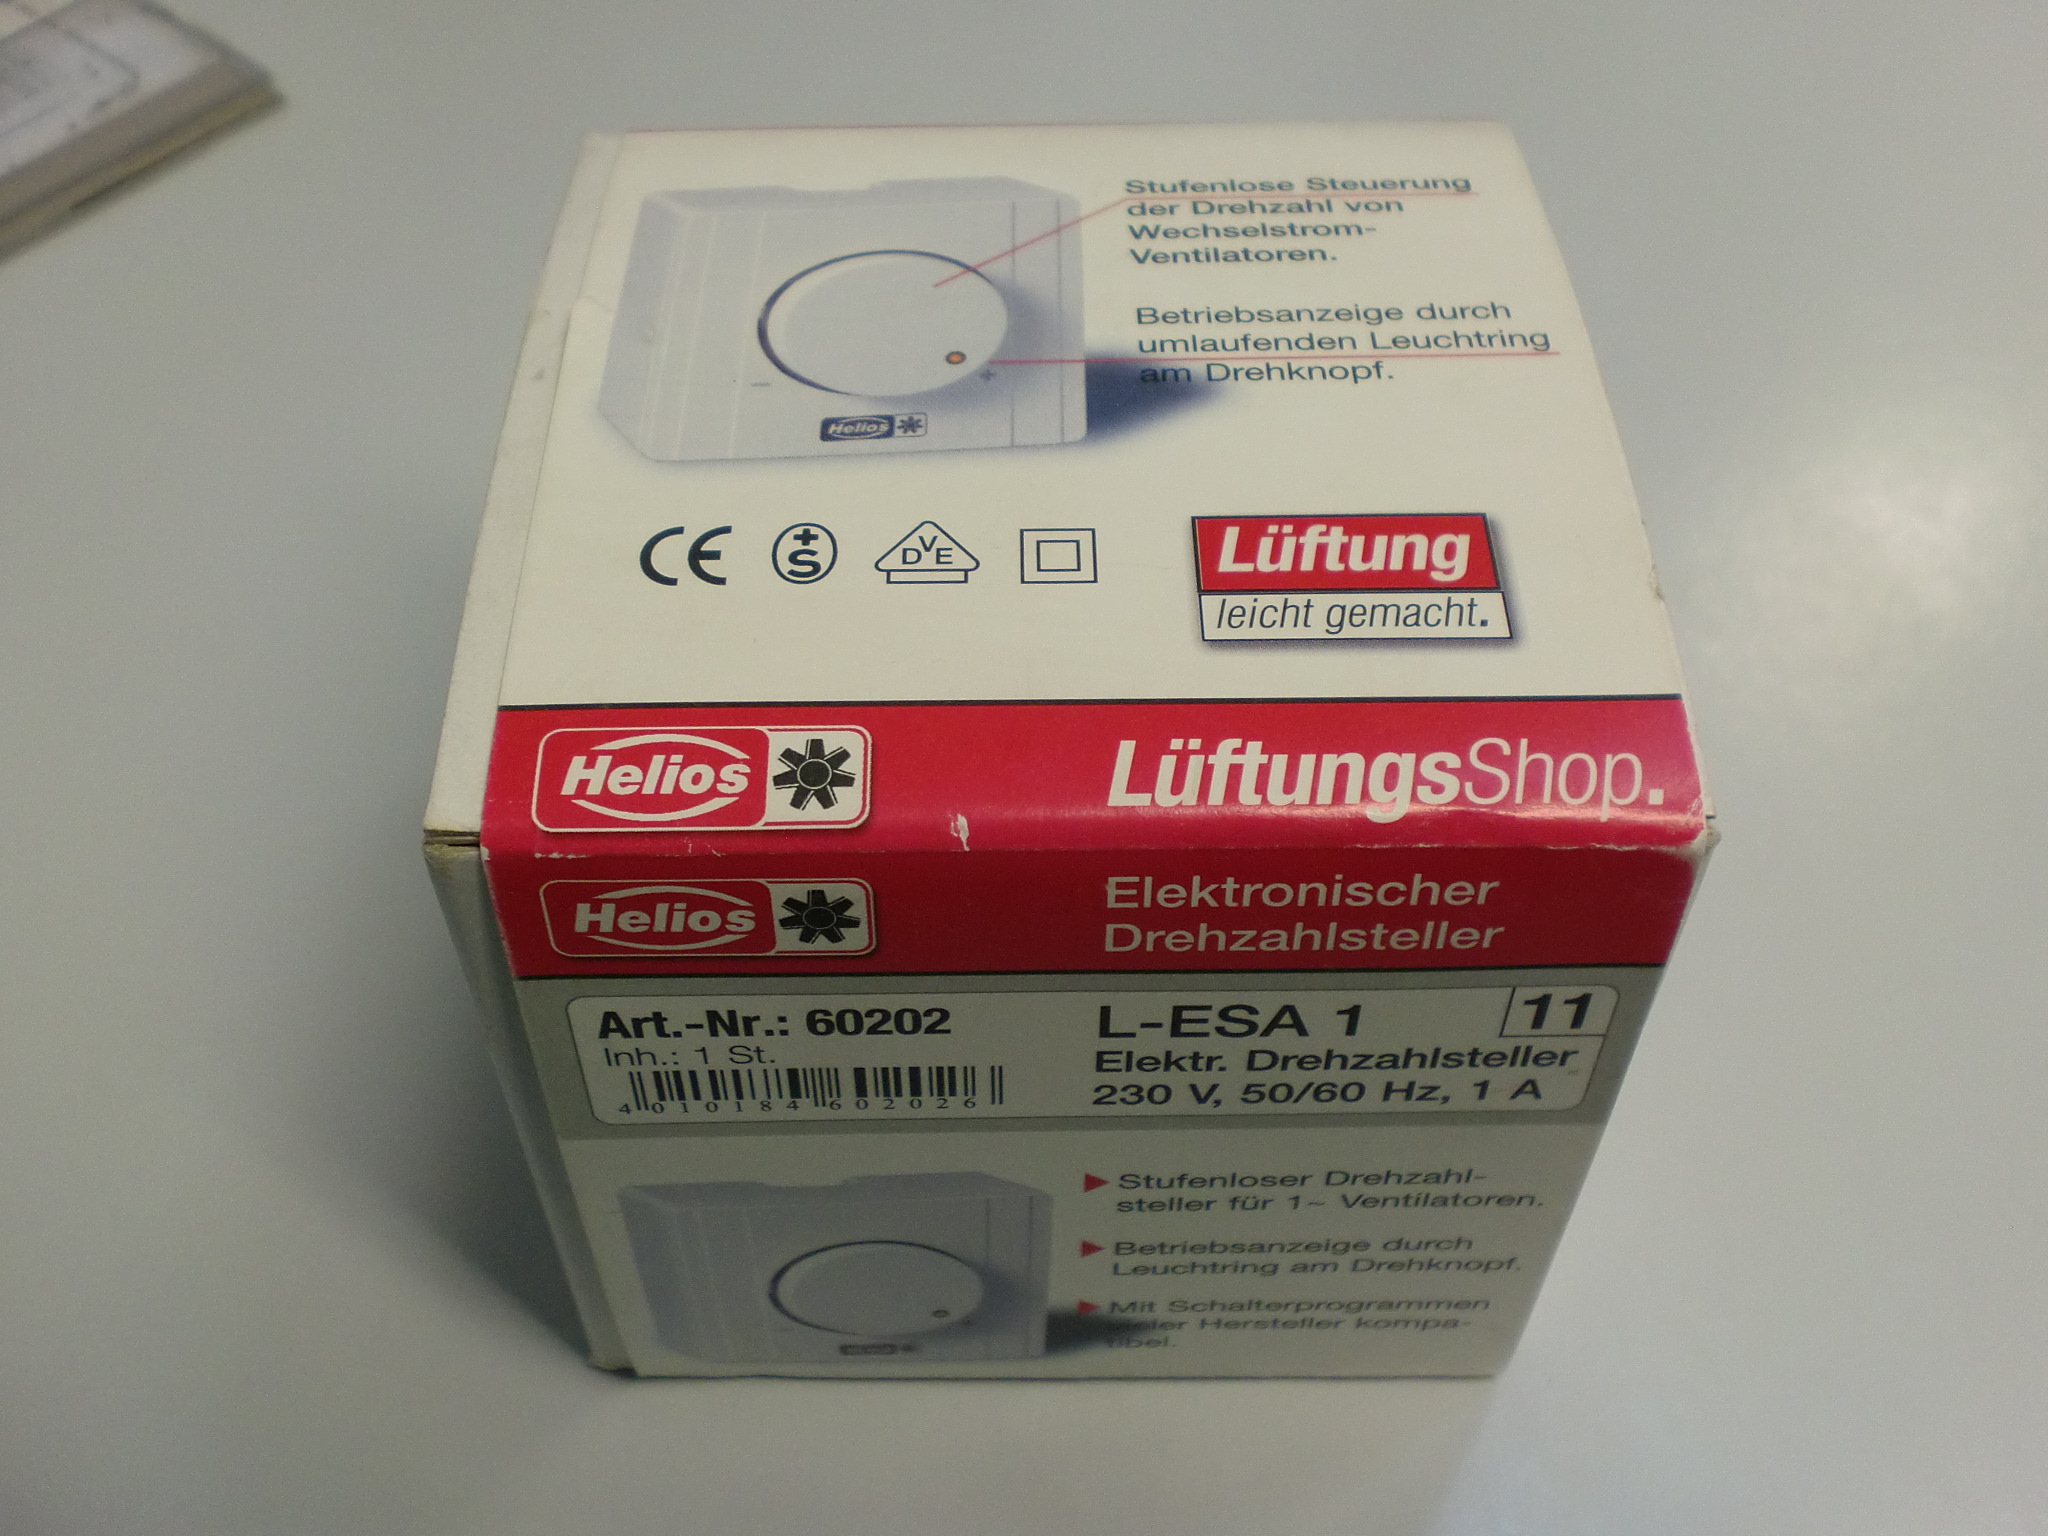 Stufenlose Steuerung
der Drehzahl von
Wechselstrom-
Ventilatoren.
Betriebsanzeige durch
umlaufenden Leuchtring
am Drehknopf.
- +
Helios
CE +S DVE
Lüftung
leicht gemacht.
Helios
LüftungsShop.
Helios
Elektronischer
Drehzahlsteller
Art.-Nr.: 60202
Inh.: 1 St.
4 010184 602026
L-ESA 1
11
Elektr. Drehzahlsteller
230 V, 50/60 Hz, 1 A
Stufenloser Drehzahl-
steller für 1~ Ventilatoren.
Betriebsanzeige durch
Leuchtring am Drehknopf.
Mit Schalterprogrammen
vieler Hersteller kompa-
tibel.